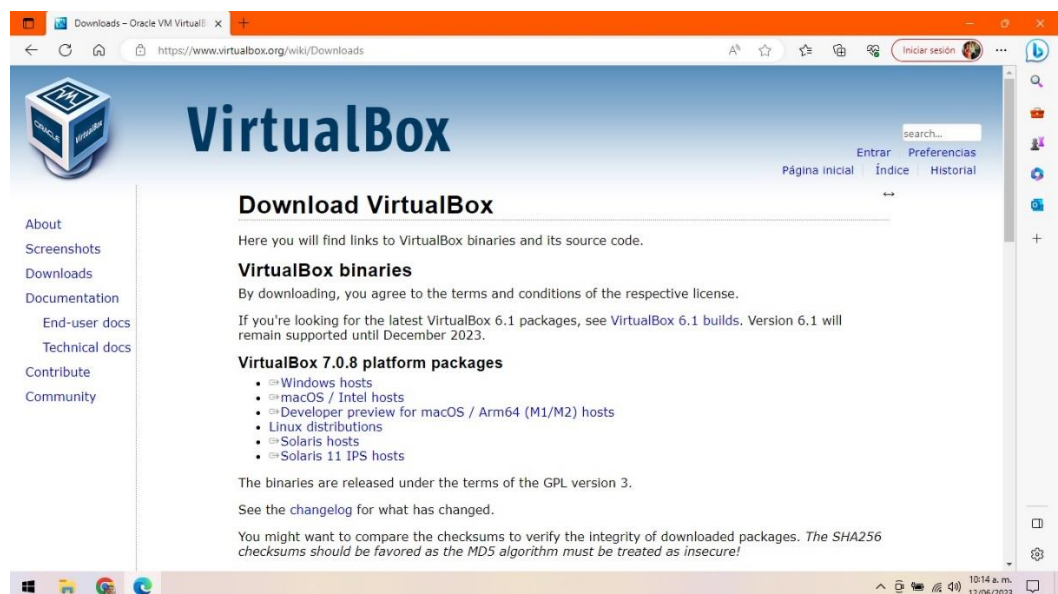 Downloads – Oracle VM VirtualB
https://www.virtualbox.org/wiki/Downloads
Iniciar sesión
VirtualBox
search...
Entrar Preferencias
Página inicial Índice Historial
About
Screenshots
Downloads
Documentation
End-user docs
Technical docs
Contribute
Community
Download VirtualBox
Here you will find links to VirtualBox binaries and its source code.
VirtualBox binaries
By downloading, you agree to the terms and conditions of the respective license.
If you're looking for the latest VirtualBox 6.1 packages, see VirtualBox 6.1 builds. Version 6.1 will
remain supported until December 2023.
VirtualBox 7.0.8 platform packages
Windows hosts
macOS / Intel hosts
Developer preview for macOS / Arm64 (M1/M2) hosts
Linux distributions
Solaris hosts
Solaris 11 IPS hosts
The binaries are released under the terms of the GPL version 3.
See the changelog for what has changed.
You might want to compare the checksums to verify the integrity of downloaded packages. The SHA256
checksums should be favored as the MD5 algorithm must be treated as insecure!
10:14 a. m.
12/06/2023